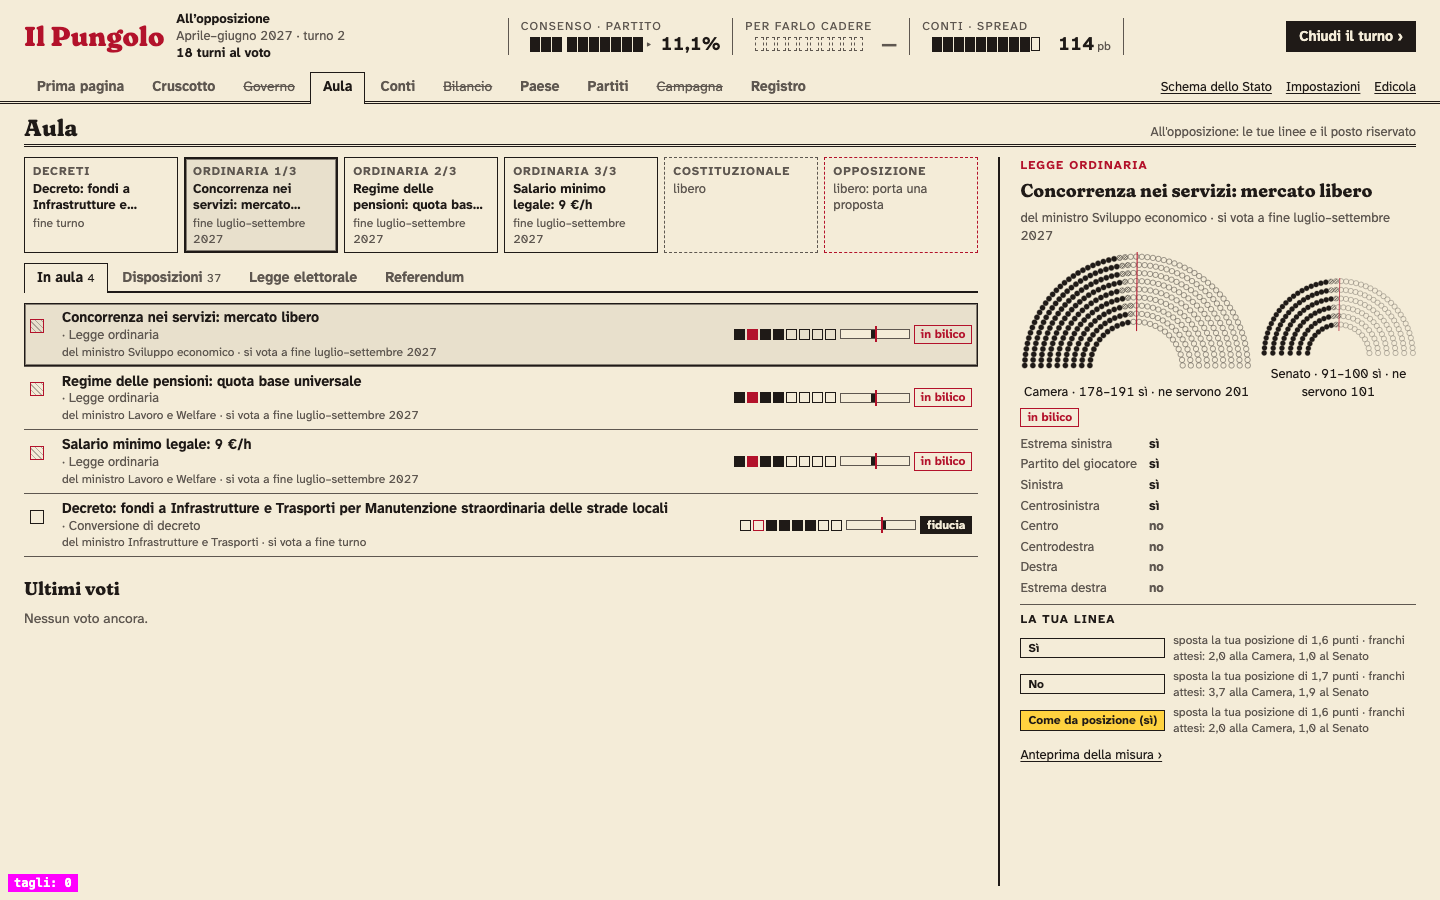 Il Pungolo
All'opposizione
Aprile–giugno 2027 · turno 2
18 turni al voto
CONSENSO · PARTITO
11,1%
PER FARLO CADERE
—
CONTI · SPREAD
114 pb
Chiudi il turno ›
Prima pagina
Cruscotto
Governo
Aula
Conti
Bilancio
Paese
Partiti
Campagna
Registro
Schema dello Stato
Impostazioni
Edicola
Aula
All'opposizione: le tue linee e il posto riservato
DECRETI
Decreto: fondi a
Infrastrutture e…
fine turno
ORDINARIA 1/3
Concorrenza nei
servizi: mercato…
fine luglio–settembre
2027
ORDINARIA 2/3
Regime delle
pensioni: quota bas…
fine luglio–settembre
2027
ORDINARIA 3/3
Salario minimo
legale: 9 €/h
fine luglio–settembre
2027
COSTITUZIONALE
libero
OPPOSIZIONE
libero: porta una
proposta
In aula 4
Disposizioni 37
Legge elettorale
Referendum
Concorrenza nei servizi: mercato libero
· Legge ordinaria
del ministro Sviluppo economico · si vota a fine luglio–settembre 2027
in bilico
Regime delle pensioni: quota base universale
· Legge ordinaria
del ministro Lavoro e Welfare · si vota a fine luglio–settembre 2027
in bilico
Salario minimo legale: 9 €/h
· Legge ordinaria
del ministro Lavoro e Welfare · si vota a fine luglio–settembre 2027
in bilico
Decreto: fondi a Infrastrutture e Trasporti per Manutenzione straordinaria delle strade locali
· Conversione di decreto
del ministro Infrastrutture e Trasporti · si vota a fine turno
fiducia
Ultimi voti
Nessun voto ancora.
LEGGE ORDINARIA
Concorrenza nei servizi: mercato libero
del ministro Sviluppo economico · si vota a fine luglio–settembre
2027
Camera · 178–191 sì · ne servono 201
Senato · 91–100 sì · ne
servono 101
in bilico
Estrema sinistra sì
Partito del giocatore sì
Sinistra sì
Centrosinistra sì
Centro no
Centrodestra no
Destra no
Estrema destra no
LA TUA LINEA
Sì
sposta la tua posizione di 1,6 punti · franchi
attesi: 2,0 alla Camera, 1,0 al Senato
No
sposta la tua posizione di 1,7 punti · franchi
attesi: 3,7 alla Camera, 1,9 al Senato
Come da posizione (sì)
sposta la tua posizione di 1,6 punti · franchi
attesi: 2,0 alla Camera, 1,0 al Senato
Anteprima della misura ›
tagli: 0